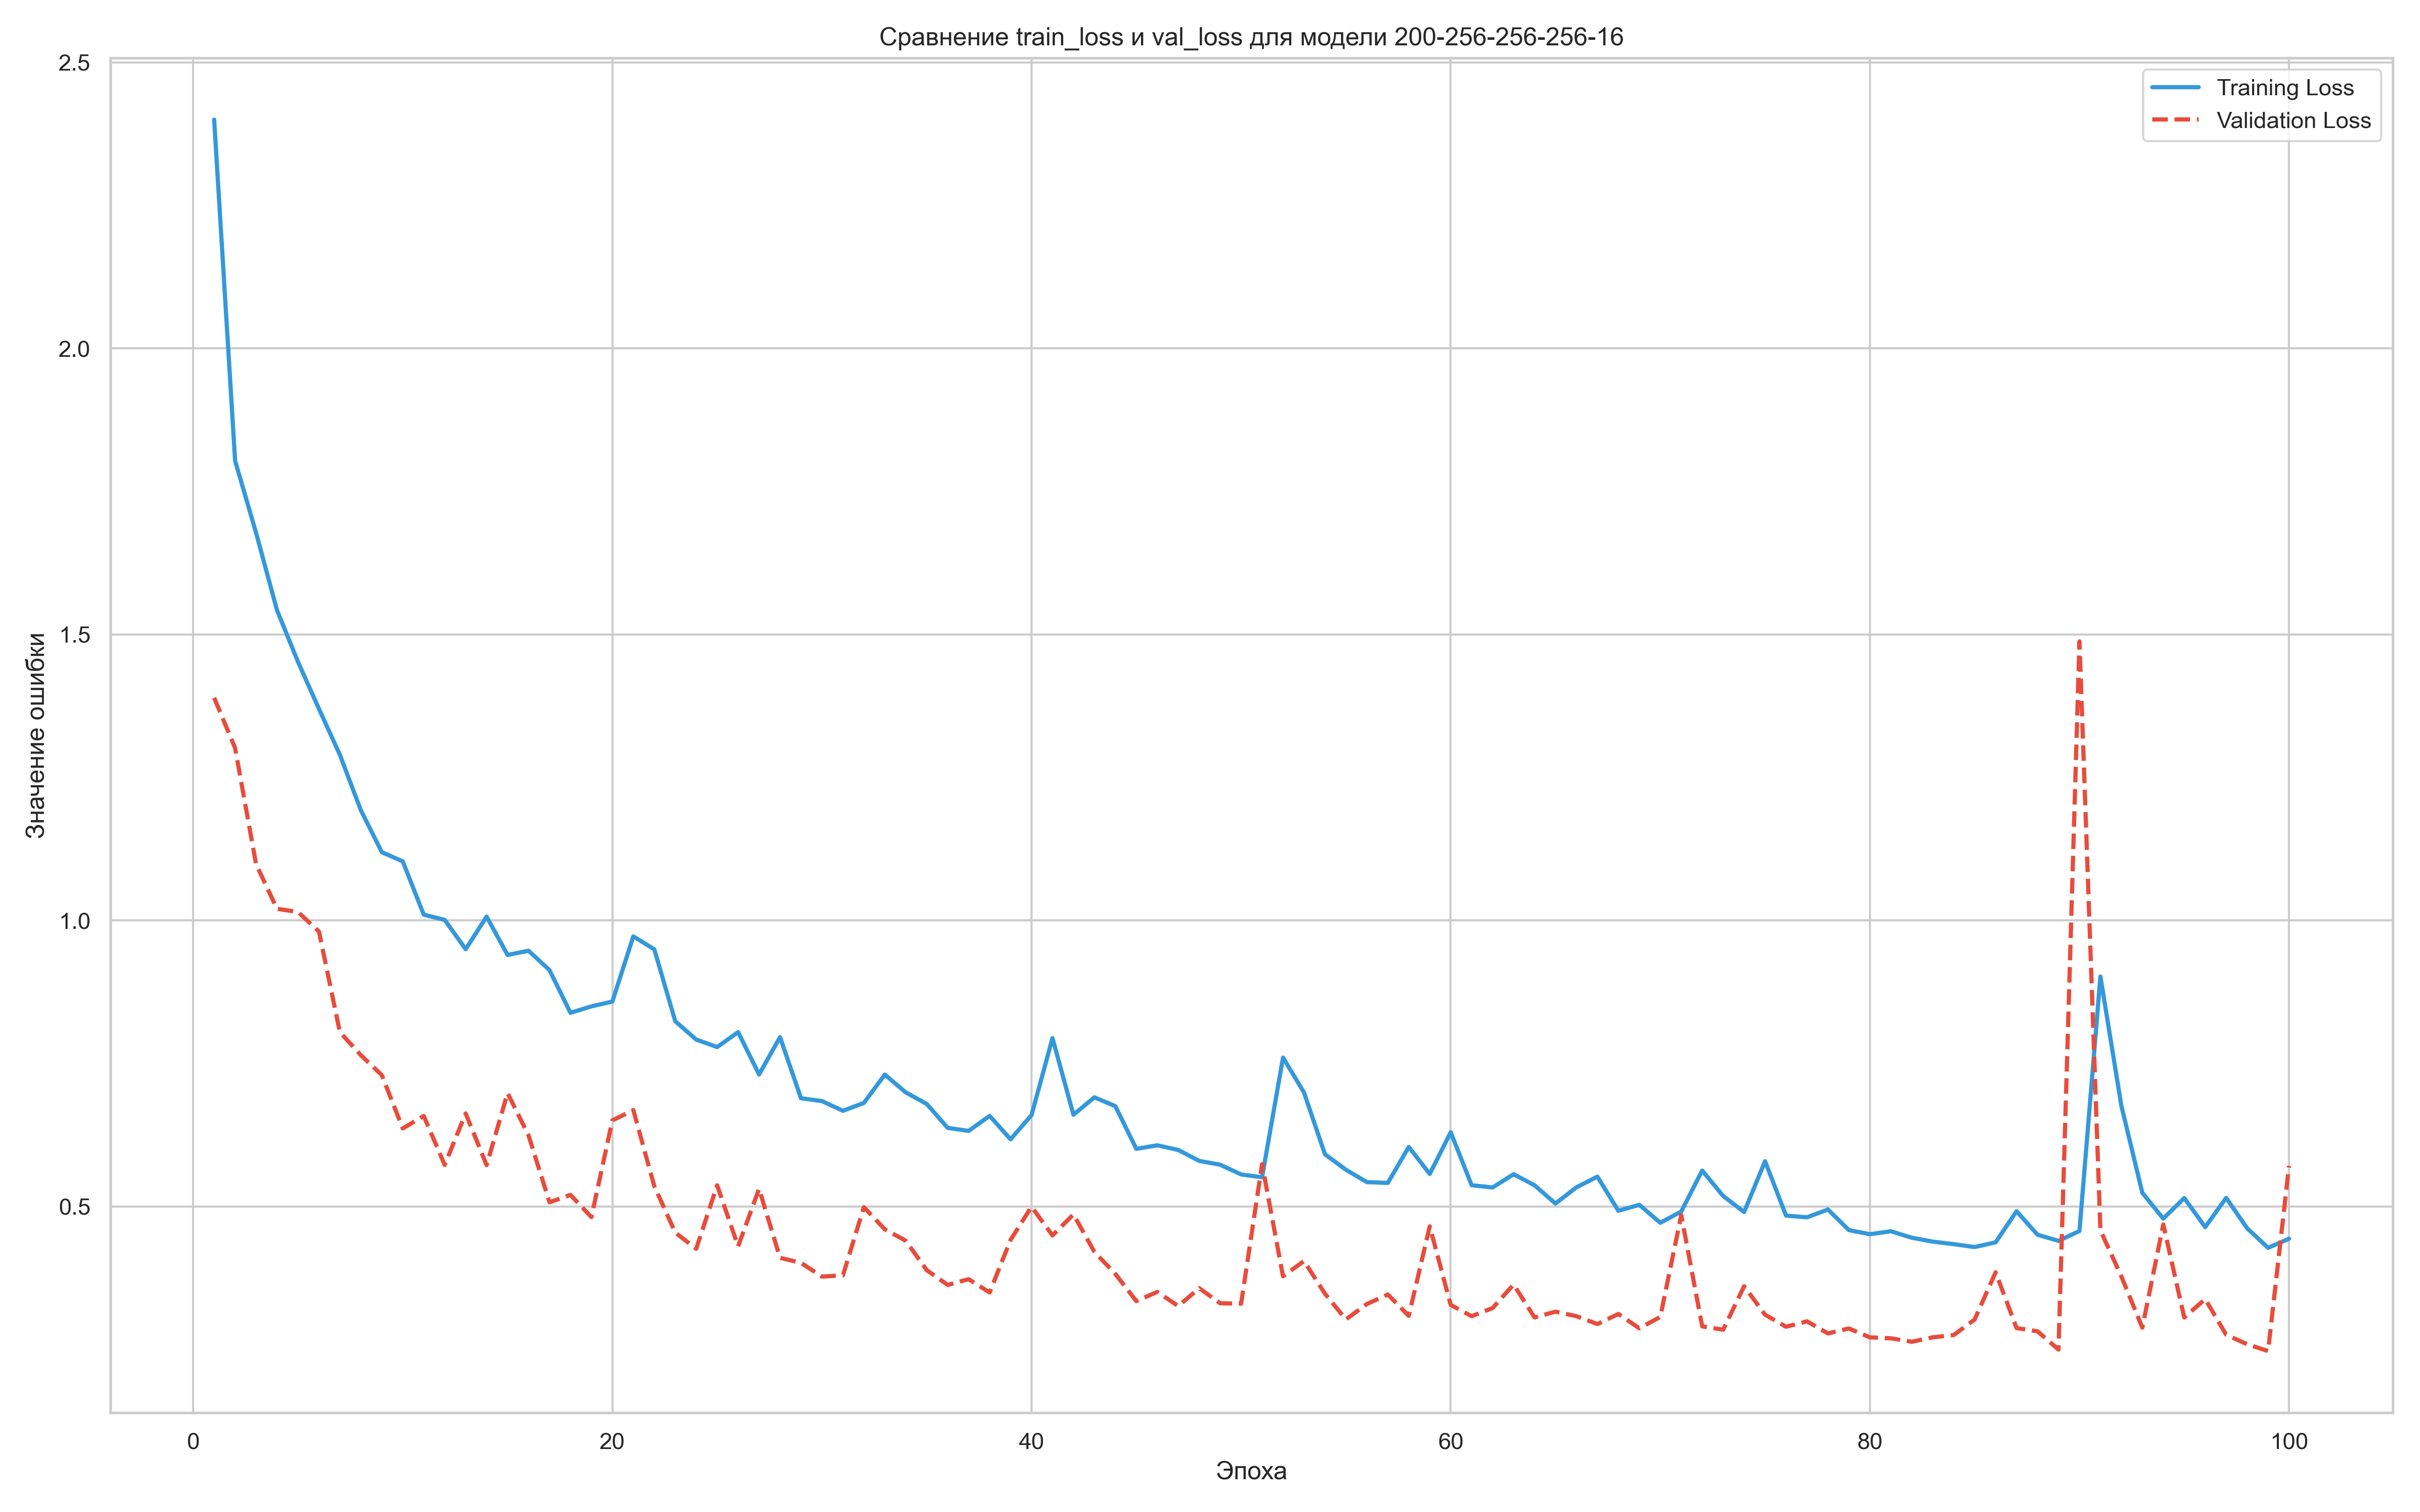 Сравнение train_loss и val_loss для модели 200-256-256-256-16
Training Loss
Validation Loss
Значение ошибки
2.5
2.0
1.5
1.0
0.5
0
20
40
60
80
100
Эпоха